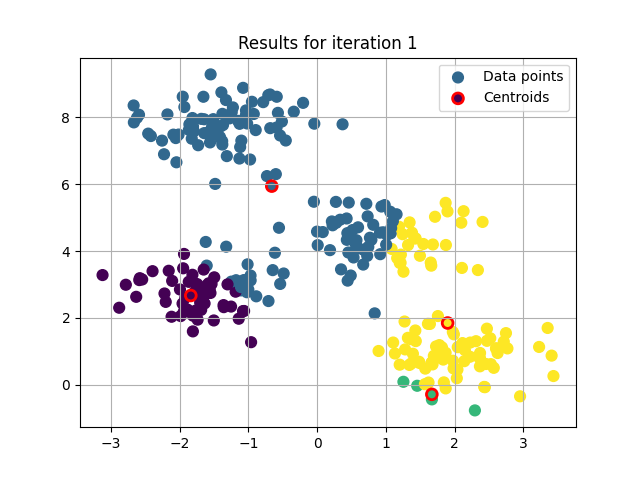 Results for iteration 1
Data points
Centroids
8
6
4
2
0
−3 −2 −1 0 1 2 3